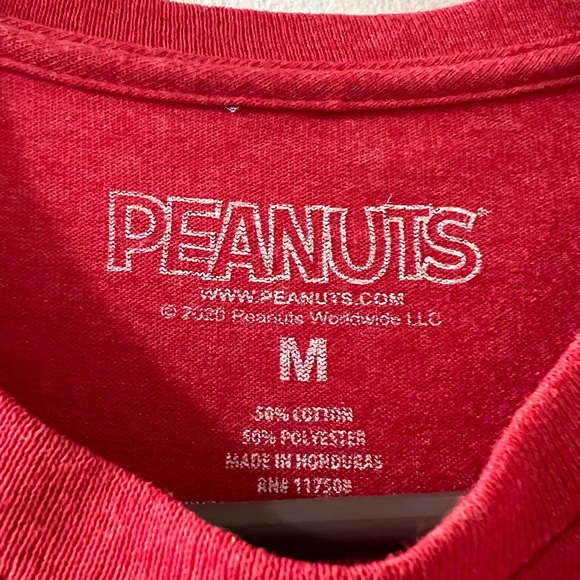 PEANUTS
WWW.PEANUTS.COM
© 2020 Peanuts Worldwide LLC
M
50% COTTON
50% POLYESTER
MADE IN HONDURAS
RN# 117508